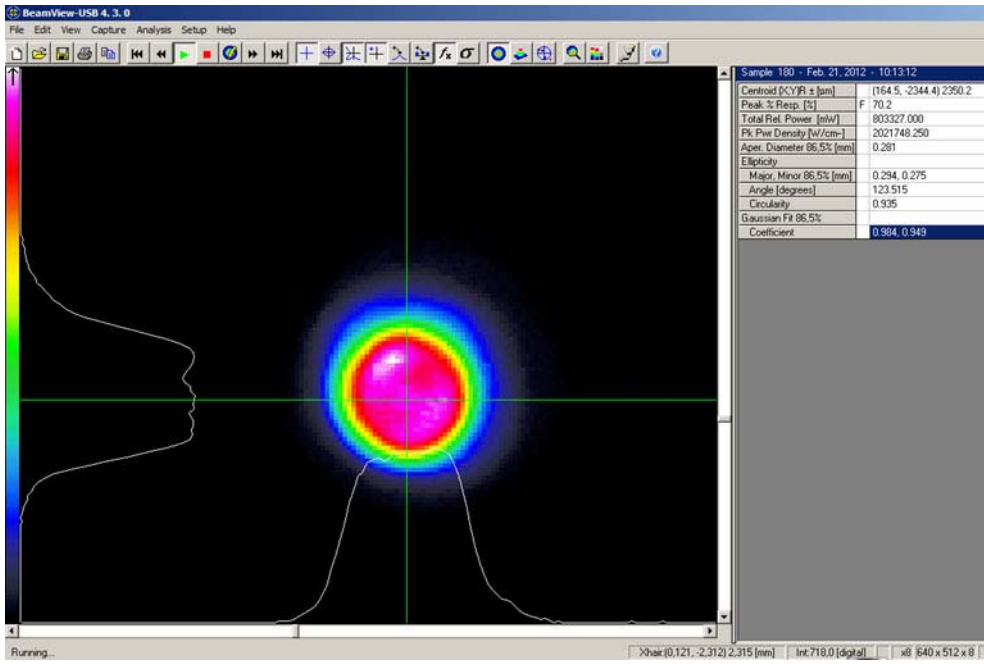 BeamView-USB 4. 3. 0
File Edit View Capture Analysis Setup Help
Sample 180 - Feb. 21, 2012 - 10:13:12
Centroid (X,Y)R ± [µm] (164.5, -2344.4) 2350.2
Peak % Resp. [%] F 70.2
Total Rel. Power [mW] 803327.000
Pk Pwr Density [W/cm-] 2021748.250
Aper. Diameter 86,5% [mm] 0.281
Ellipticity
Major, Minor 86,5% [mm] 0.294, 0.275
Angle [degrees] 123.515
Circularity 0.935
Gaussian Fit 86,5%
Coefficient 0.984, 0.949
Running... Xhair:(0,121, -2,312) 2,315 [mm] Int:718,0 [digital] x8 640 x 512 x 8